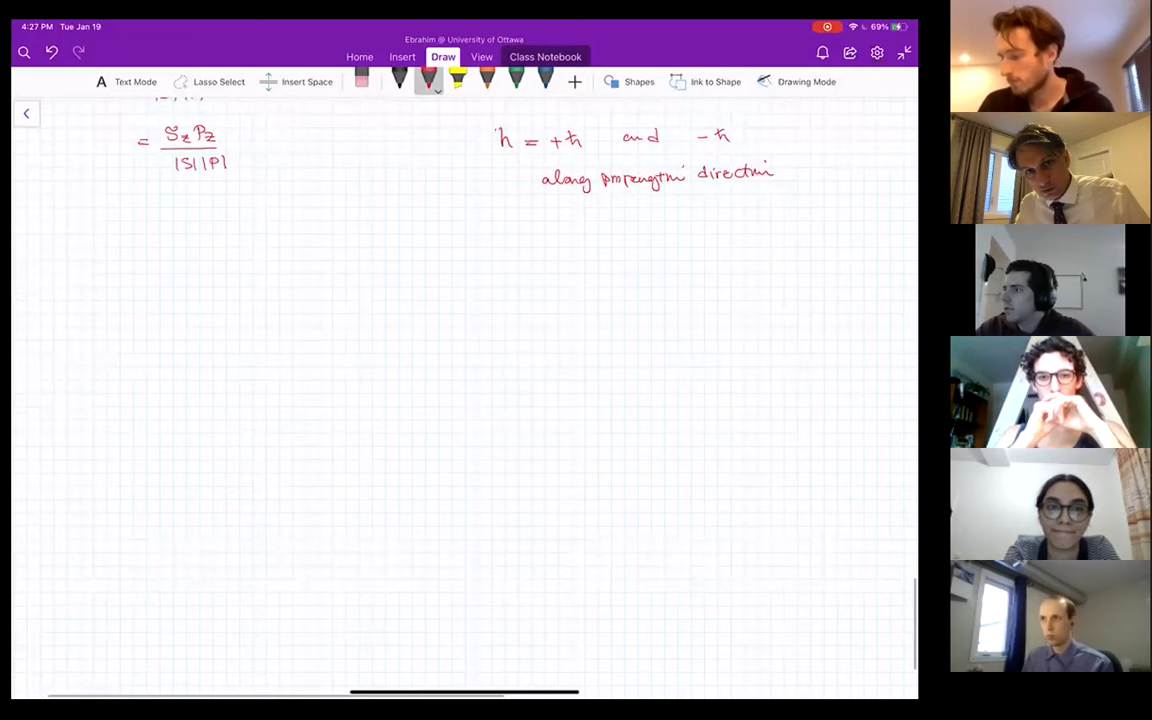 4:27 PM Tue Jan 19
69%
Ebrahim @ University of Ottawa
Home Insert Draw View Class Notebook
A Text Mode Lasso Select Insert Space Shapes Ink to Shape Drawing Mode
= S_z P_z / |S| |P|
h = +ħ and -ħ
along direction